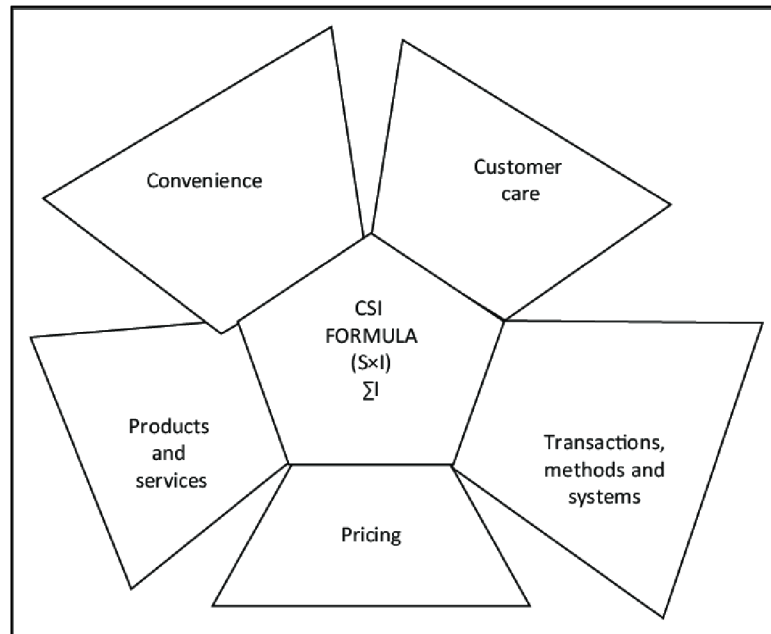 Convenience
Customer
care
CSI
FORMULA
(S×I)
∑I
Products
and
services
Transactions,
methods and
systems
Pricing